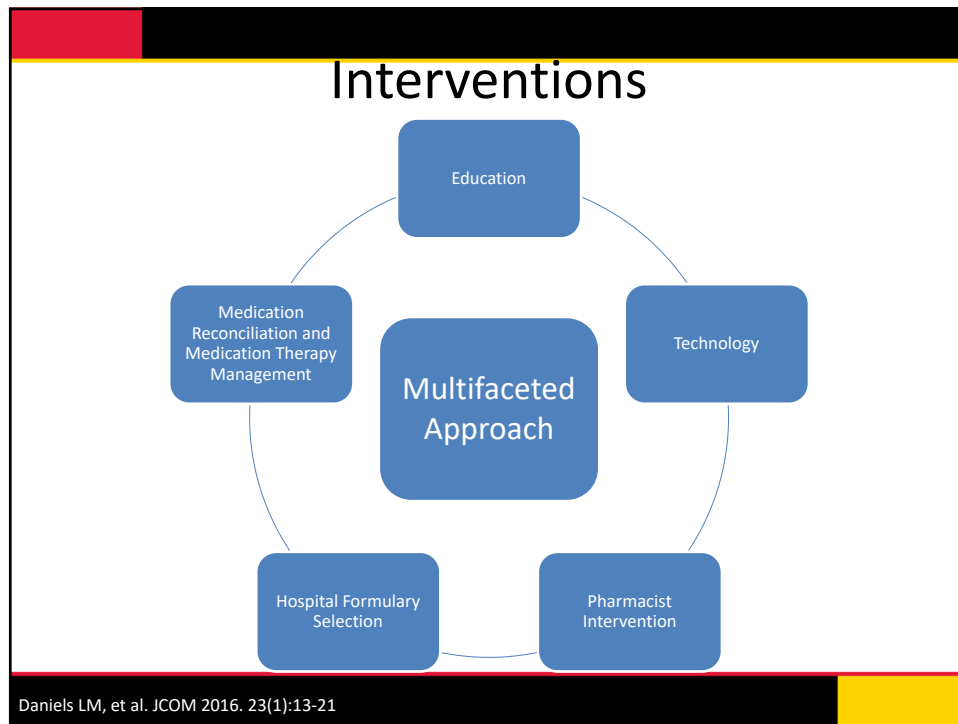 Interventions
Education
Medication
Reconciliation and
Medication Therapy
Management
Technology
Multifaceted
Approach
Hospital Formulary
Selection
Pharmacist
Intervention
Daniels LM, et al. JCOM 2016. 23(1):13-21